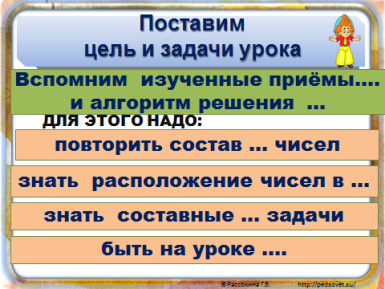 Поставим
цель и задачи урока
Вспомним изученные приёмы....
и алгоритм решения ...
ДЛЯ ЭТОГО НАДО:
повторить состав ... чисел
знать расположение чисел в ...
знать составные .... задачи
быть на уроке ....
© Рассохина Г.В. http://pedsovet.su/